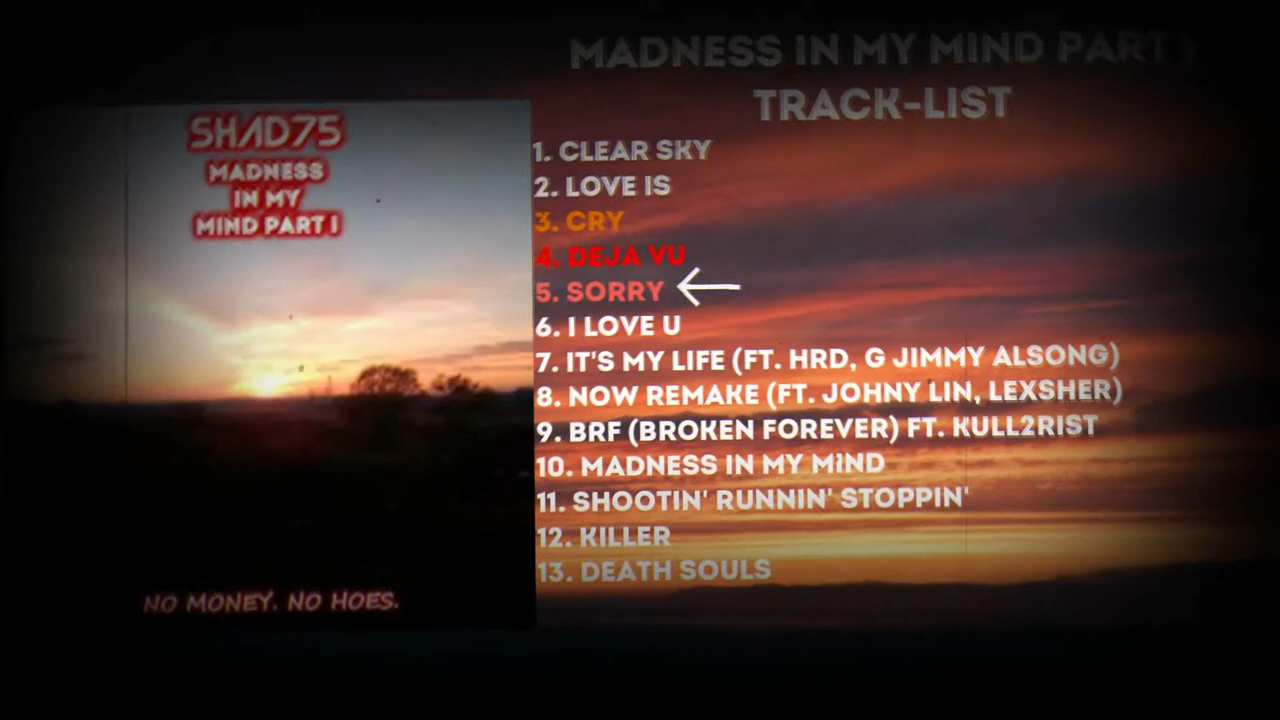 SHAD75
MADNESS
IN MY
MIND PART I
NO MONEY. NO HOES.
MADNESS IN MY MIND PART I
TRACK-LIST
1. CLEAR SKY
2. LOVE IS
3. CRY
4. DEJA VU
5. SORRY
6. I LOVE U
7. IT'S MY LIFE (FT. HRD, G JIMMY ALSONG)
8. NOW REMAKE (FT. JOHNY LIN, LEXSHER)
9. BRF (BROKEN FOREVER) FT. KULL2RIST
10. MADNESS IN MY MIND
11. SHOOTIN' RUNNIN' STOPPIN'
12. KILLER
13. DEATH SOULS